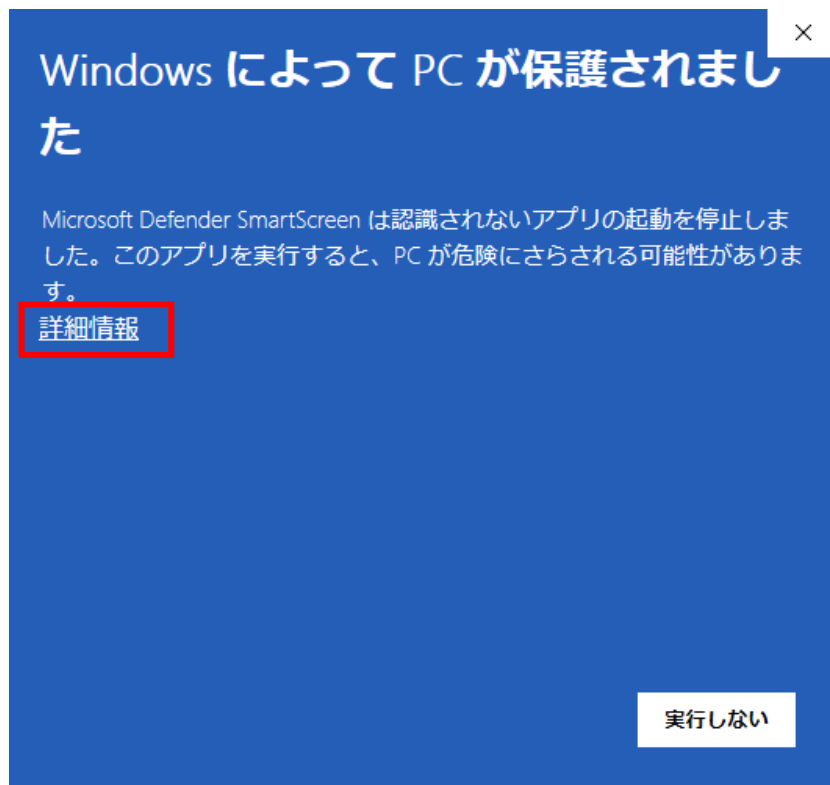 Windows によって PC が保護されまし
た
Microsoft Defender SmartScreen は認識されないアプリの起動を停止しま
した。このアプリを実行すると、PC が危険にさらされる可能性がありま
す。
詳細情報
実行しない